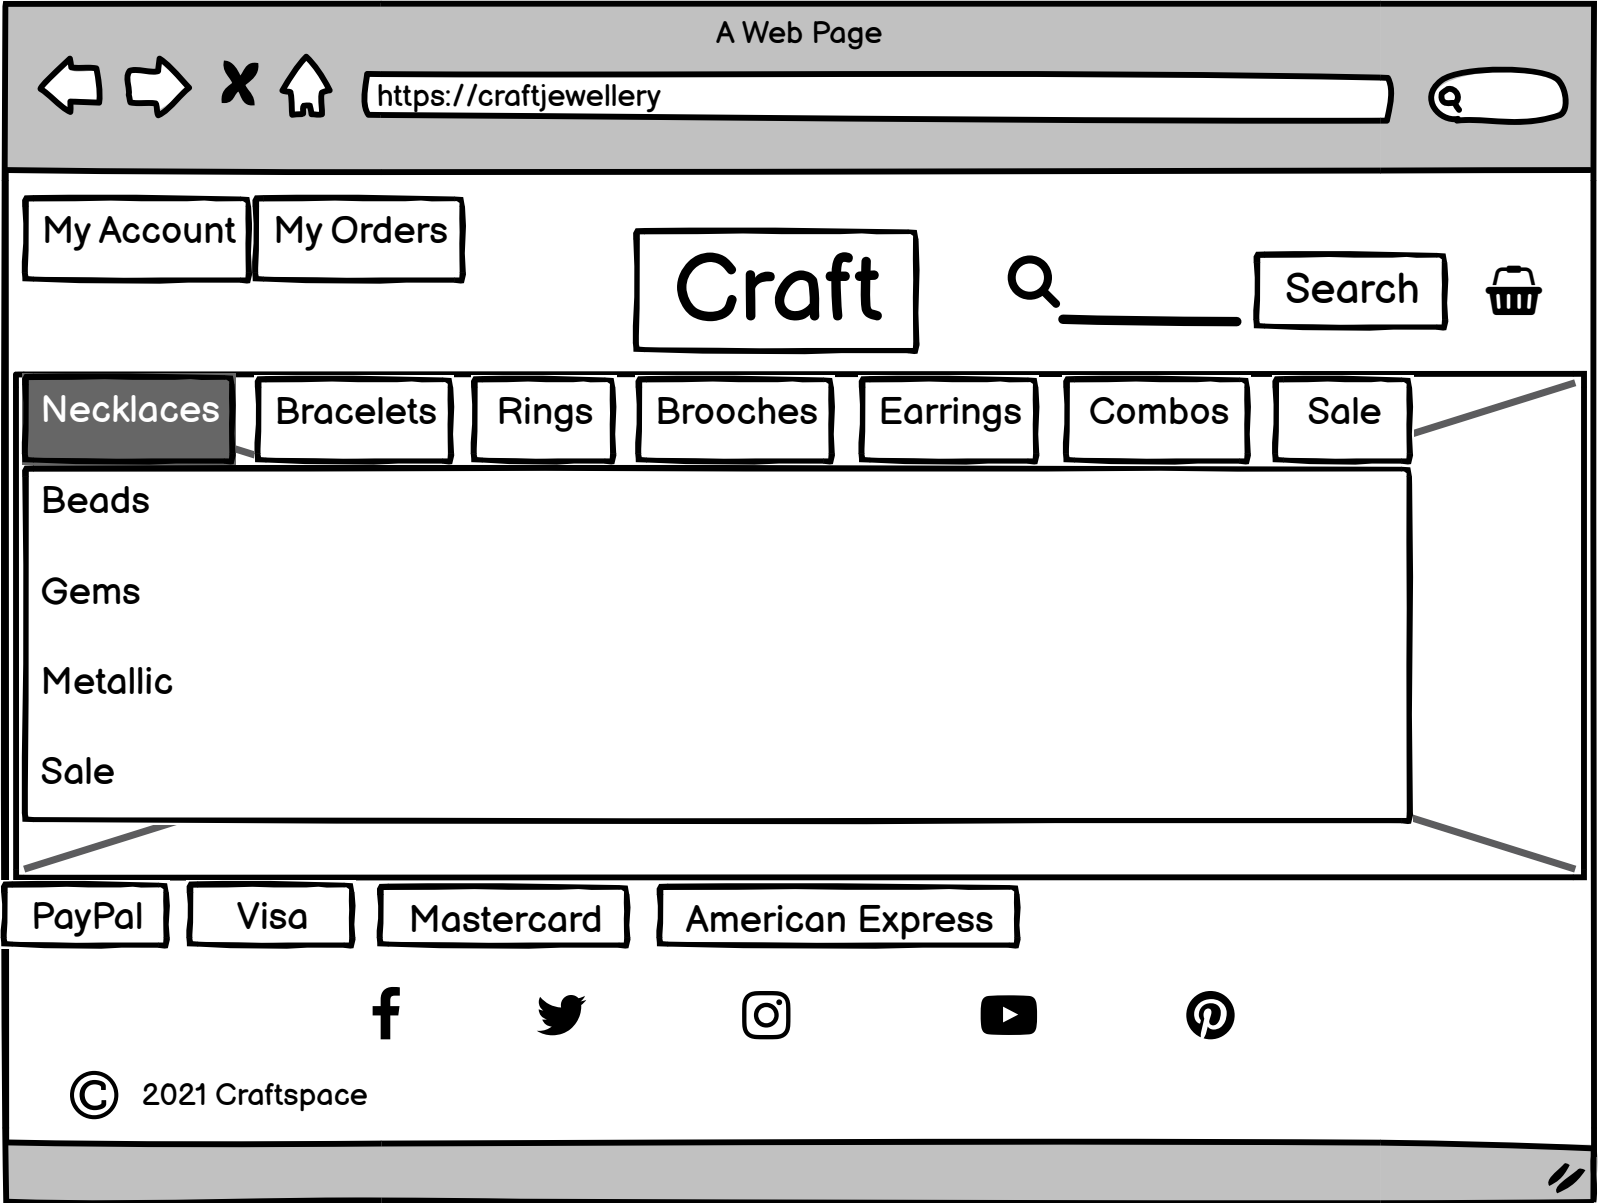 A Web Page
https://craftjewellery
My Account My Orders
Craft
Search
Necklaces Bracelets Rings Brooches Earrings Combos Sale
Beads
Gems
Metallic
Sale
PayPal Visa Mastercard American Express
© 2021 Craftspace